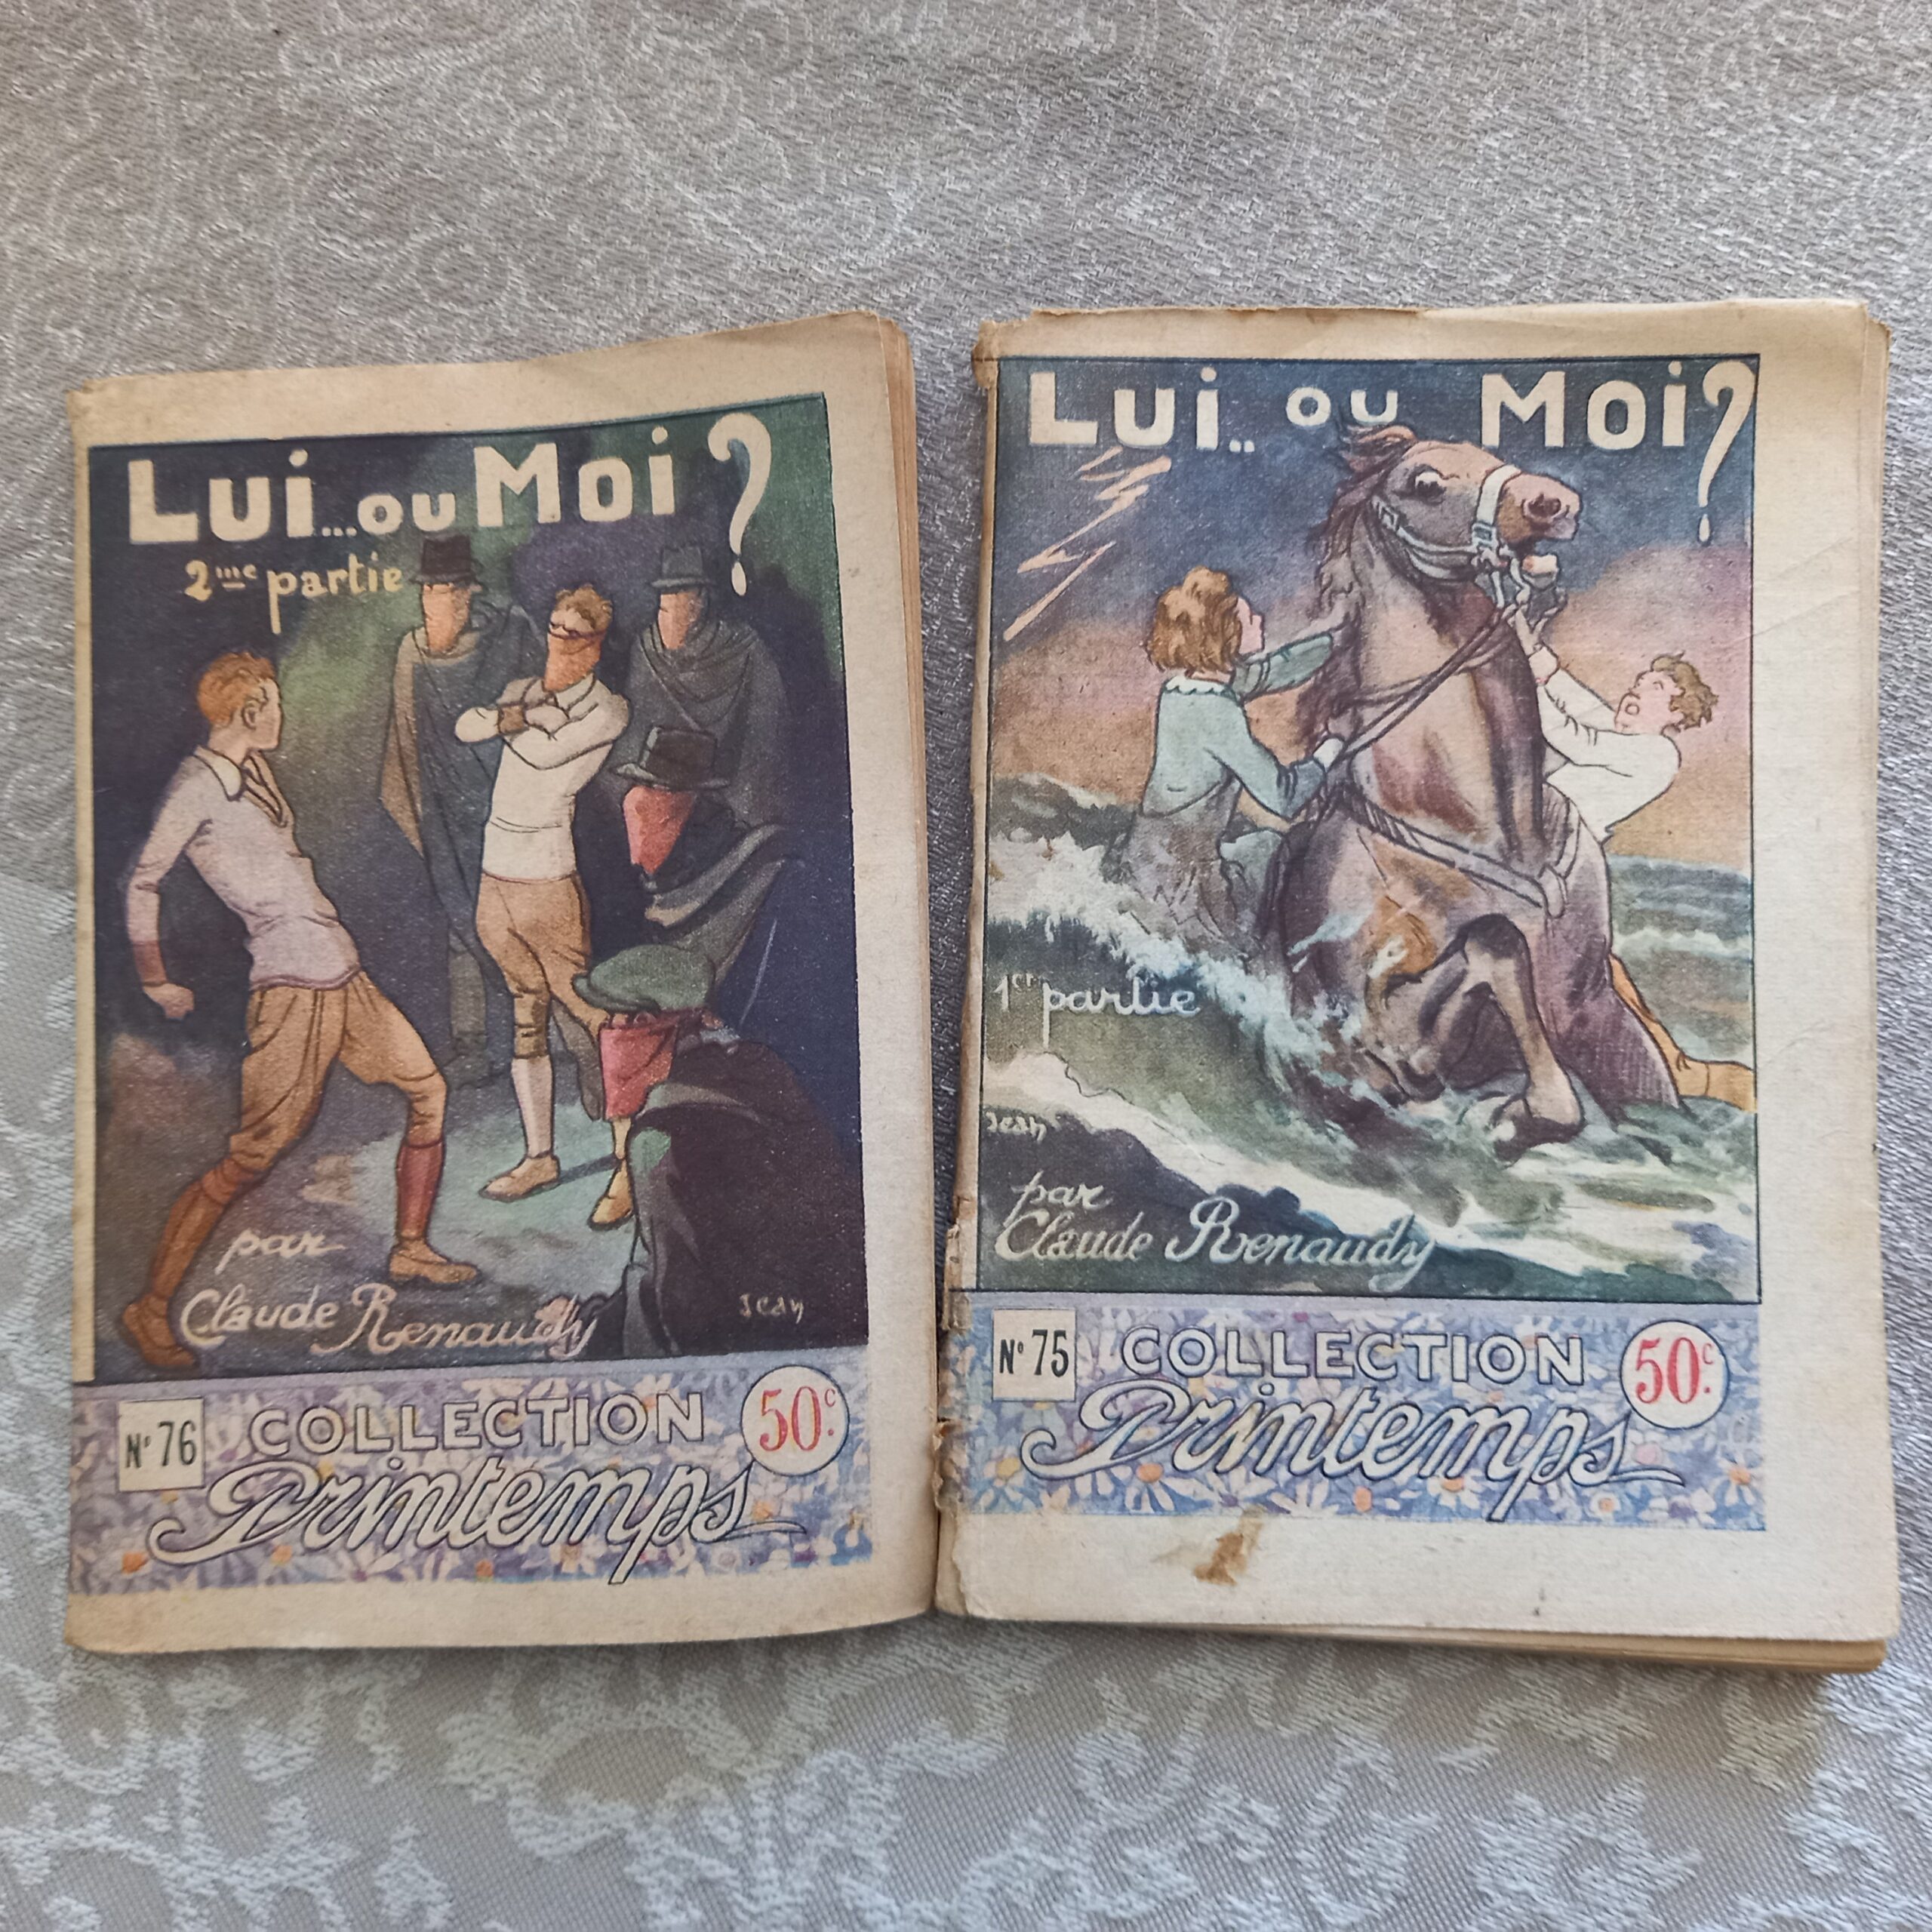 Lui...ou Moi?
2me partie
par
Claude Renaudy
Jean
N° 76
COLLECTION
50c.
Printemps
Lui.. ou Moi?
1er partie
Jean
par
Claude Renaudy
N° 75
COLLECTION
50c.
Printemps